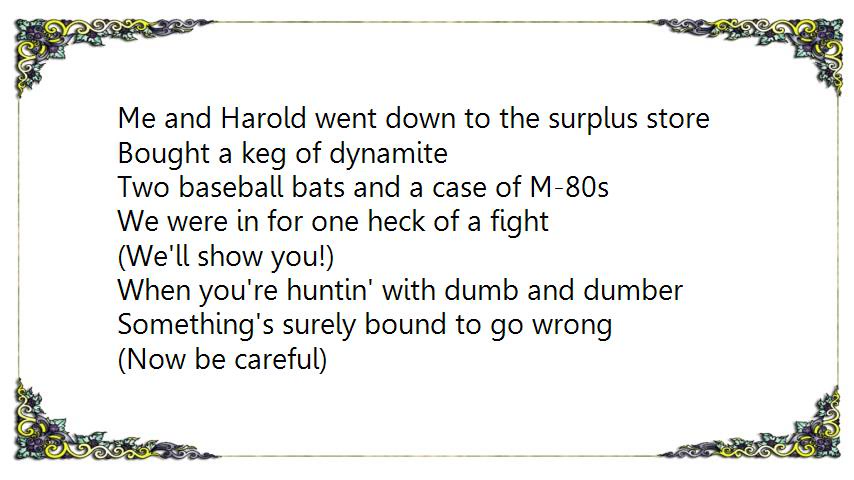 Me and Harold went down to the surplus store
Bought a keg of dynamite
Two baseball bats and a case of M-80s
We were in for one heck of a fight
(We'll show you!)
When you're huntin' with dumb and dumber
Something's surely bound to go wrong
(Now be careful)